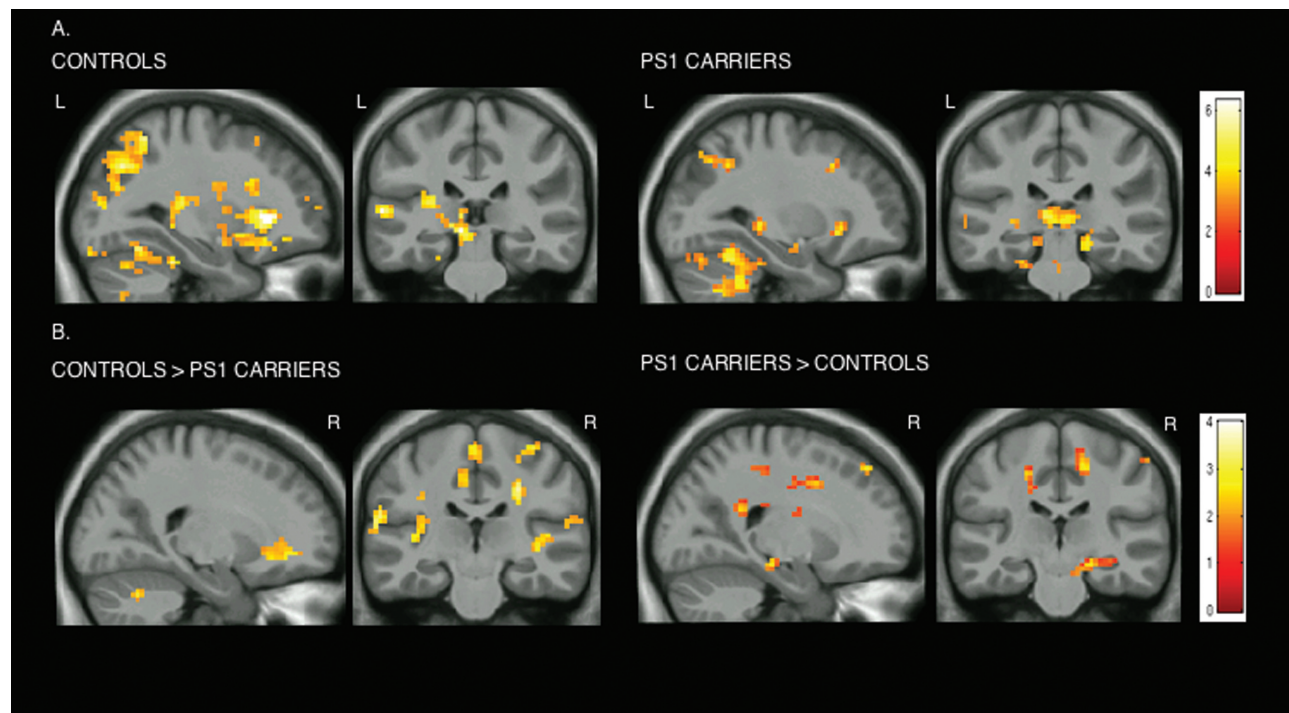 A.
CONTROLS
PS1 CARRIERS
L
L
L
L
6
4
2
0
B.
CONTROLS > PS1 CARRIERS
PS1 CARRIERS > CONTROLS
R
R
R
R
4
3
2
1
0